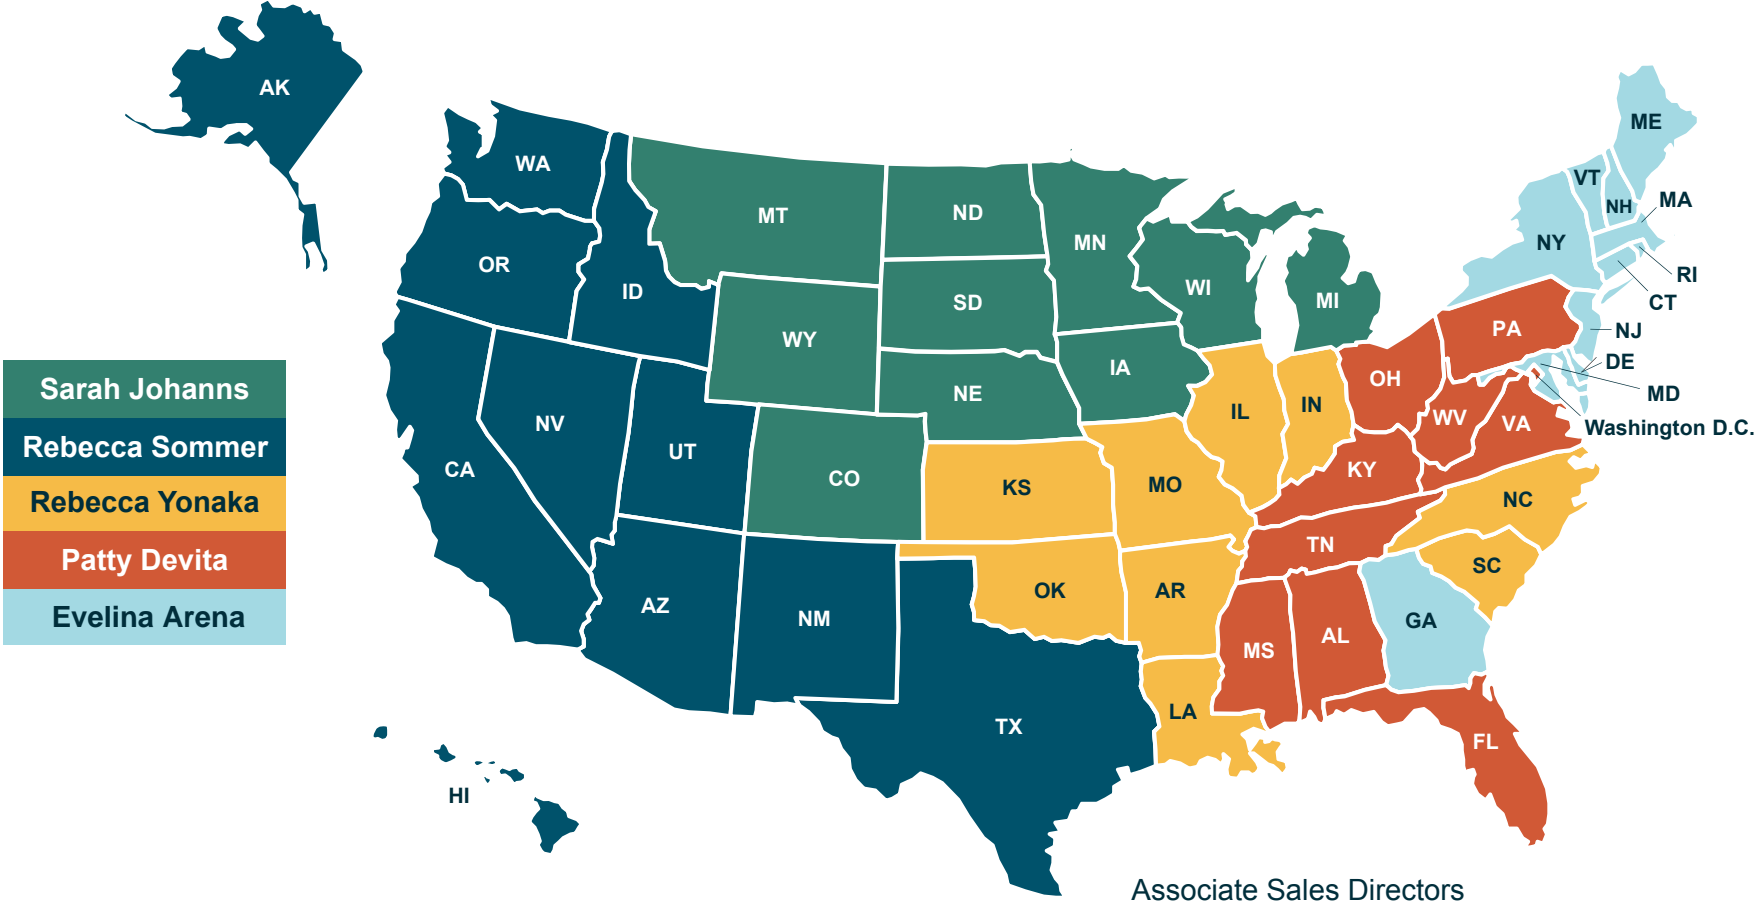 AK
WA
MT
ND
MN
OR
ID
WY
SD
WI
MI
ME
VT
NH
MA
NY
RI
CT
NJ
PA
DE
MD
Washington D.C.
Sarah Johanns
Rebecca Sommer
Rebecca Yonaka
Patty Devita
Evelina Arena
CA
NV
UT
CO
NE
IA
KS
MO
IL
IN
OH
WV
VA
KY
NC
TN
SC
AZ
NM
OK
AR
MS
AL
GA
TX
LA
FL
HI
Associate Sales Directors